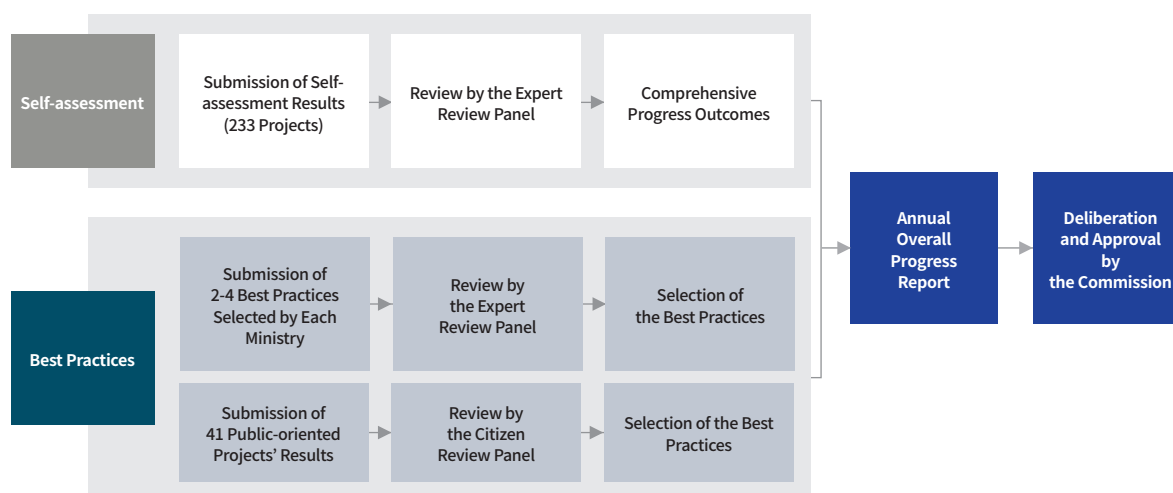 Self-assessment
Submission of Self-
assessment Results
(233 Projects)
Review by the Expert
Review Panel
Comprehensive
Progress Outcomes
Best Practices
Submission of
2-4 Best Practices
Selected by Each
Ministry
Review by
the Expert
Review Panel
Selection of
the Best Practices
Submission of
41 Public-oriented
Projects’ Results
Review by
the Citizen
Review Panel
Selection of the Best
Practices
Annual
Overall
Progress
Report
Deliberation
and Approval
by
the Commission